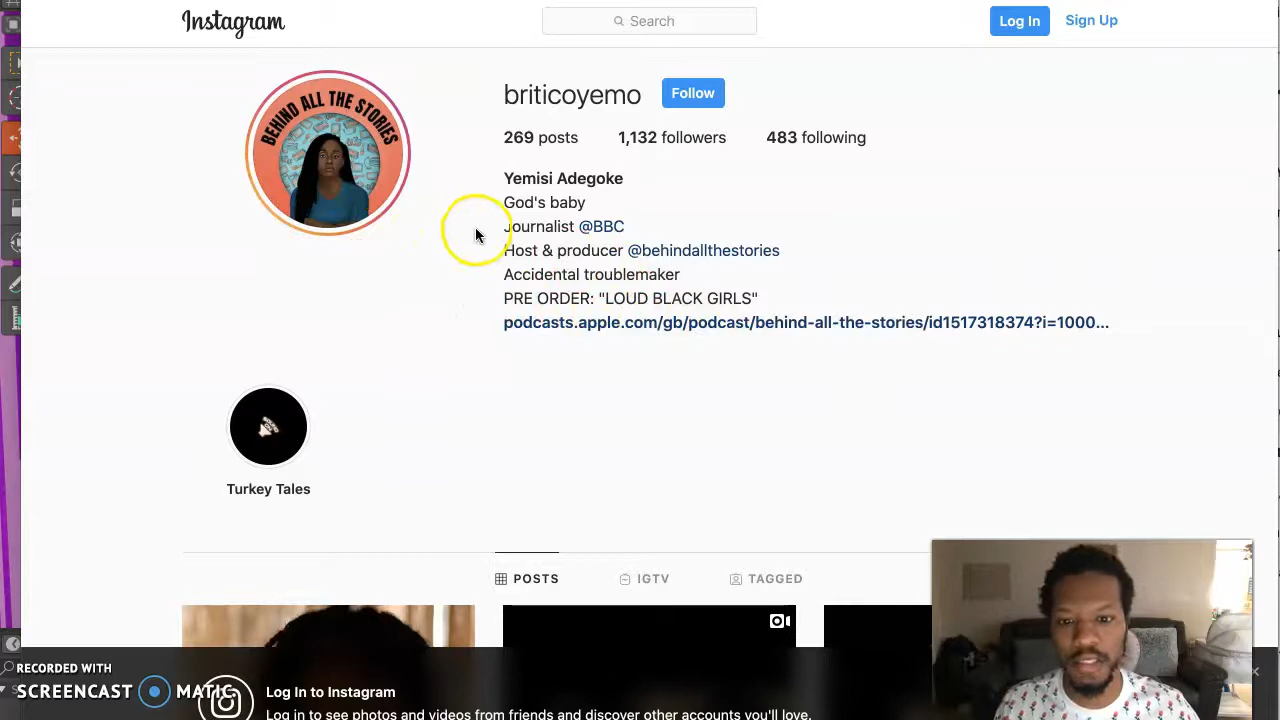 Instagram
Search
Log In
Sign Up
BEHIND ALL THE STORIES
briticoyemo
Follow
269 posts
1,132 followers
483 following
Yemisi Adegoke
God's baby
Journalist @BBC
Host & producer @behindallthestories
Accidental troublemaker
PRE ORDER: "LOUD BLACK GIRLS"
podcasts.apple.com/gb/podcast/behind-all-the-stories/id1517318374?i=1000...
Turkey Tales
POSTS
IGTV
TAGGED
RECORDED WITH
SCREENCAST MATIC
Log In to Instagram
Log in to see photos and videos from friends and discover other accounts you'll love.